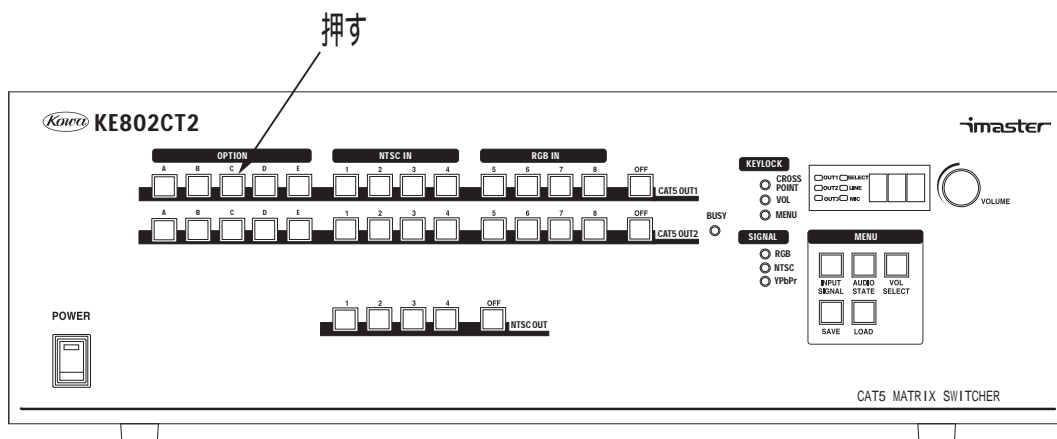 押す
Kowa KE802CT2
imaster
OPTION NTSC IN RGB IN
A B C D E 1 2 3 4 5 6 7 8 OFF
CAT5 OUT1
A B C D E 1 2 3 4 5 6 7 8 OFF
CAT5 OUT2
BUSY
KEYLOCK
CROSS
POINT
VOL
MENU
SIGNAL
RGB
NTSC
YPbPr
OUT1 SELECT
OUT2 LINE
OUT3 MIC
VOLUME
MENU
INPUT
SIGNAL
AUDIO
STATE
VOL
SELECT
SAVE LOAD
1 2 3 4 OFF
NTSC OUT
POWER
CAT5 MATRIX SWITCHER